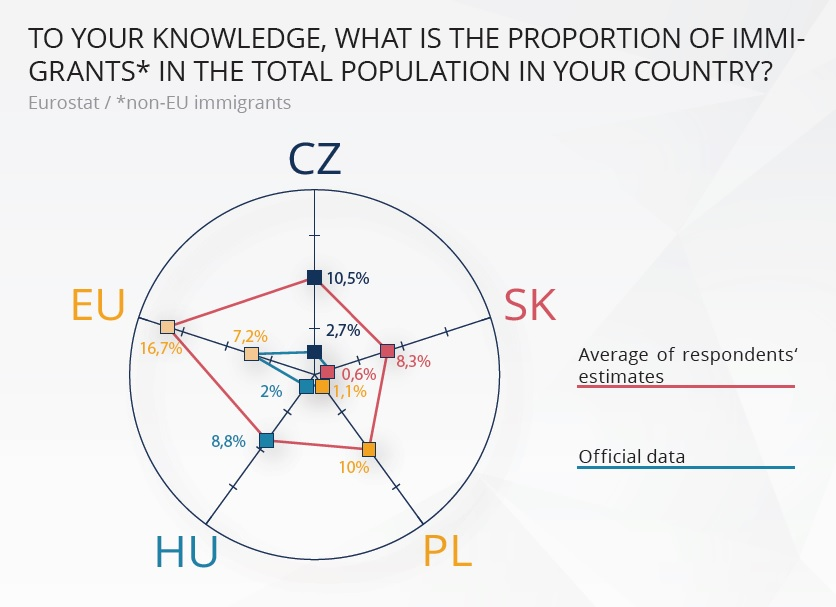 TO YOUR KNOWLEDGE, WHAT IS THE PROPORTION OF IMMI-
GRANTS* IN THE TOTAL POPULATION IN YOUR COUNTRY?
Eurostat / *non-EU immigrants
CZ
10,5%
EU
SK
2,7%
7,2%
16,7%
8,3%
0,6%
1,1%
2%
8,8%
10%
HU
PL
Average of respondents‘
estimates
Official data